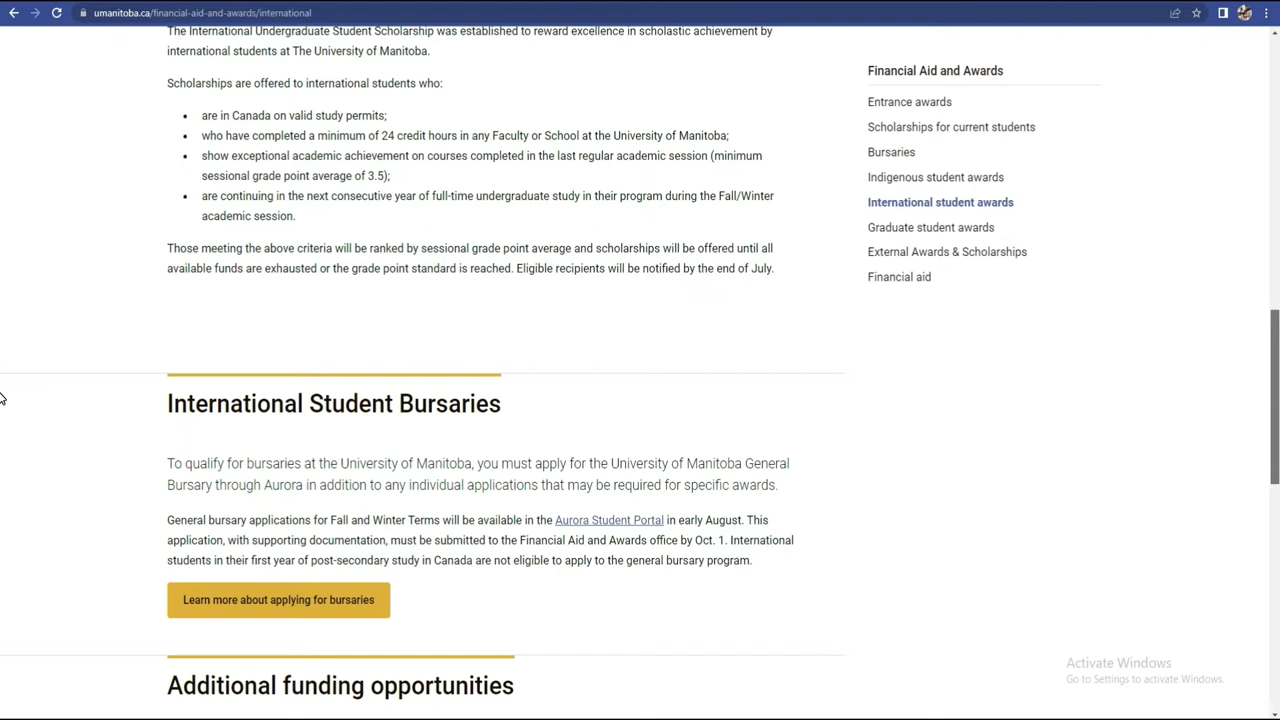 umanitoba.ca/financial-aid-and-awards/international
The International Undergraduate Student Scholarship was established to reward excellence in scholastic achievement by
international students at The University of Manitoba.
Scholarships are offered to international students who:
• are in Canada on valid study permits;
• who have completed a minimum of 24 credit hours in any Faculty or School at the University of Manitoba;
• show exceptional academic achievement on courses completed in the last regular academic session (minimum
sessional grade point average of 3.5);
• are continuing in the next consecutive year of full-time undergraduate study in their program during the Fall/Winter
academic session.
Those meeting the above criteria will be ranked by sessional grade point average and scholarships will be offered until all
available funds are exhausted or the grade point standard is reached. Eligible recipients will be notified by the end of July.
International Student Bursaries
To qualify for bursaries at the University of Manitoba, you must apply for the University of Manitoba General
Bursary through Aurora in addition to any individual applications that may be required for specific awards.
General bursary applications for Fall and Winter Terms will be available in the Aurora Student Portal in early August. This
application, with supporting documentation, must be submitted to the Financial Aid and Awards office by Oct. 1. International
students in their first year of post-secondary study in Canada are not eligible to apply to the general bursary program.
Learn more about applying for bursaries
Additional funding opportunities
Financial Aid and Awards
Entrance awards
Scholarships for current students
Bursaries
Indigenous student awards
International student awards
Graduate student awards
External Awards & Scholarships
Financial aid
Activate Windows
Go to Settings to activate Windows.